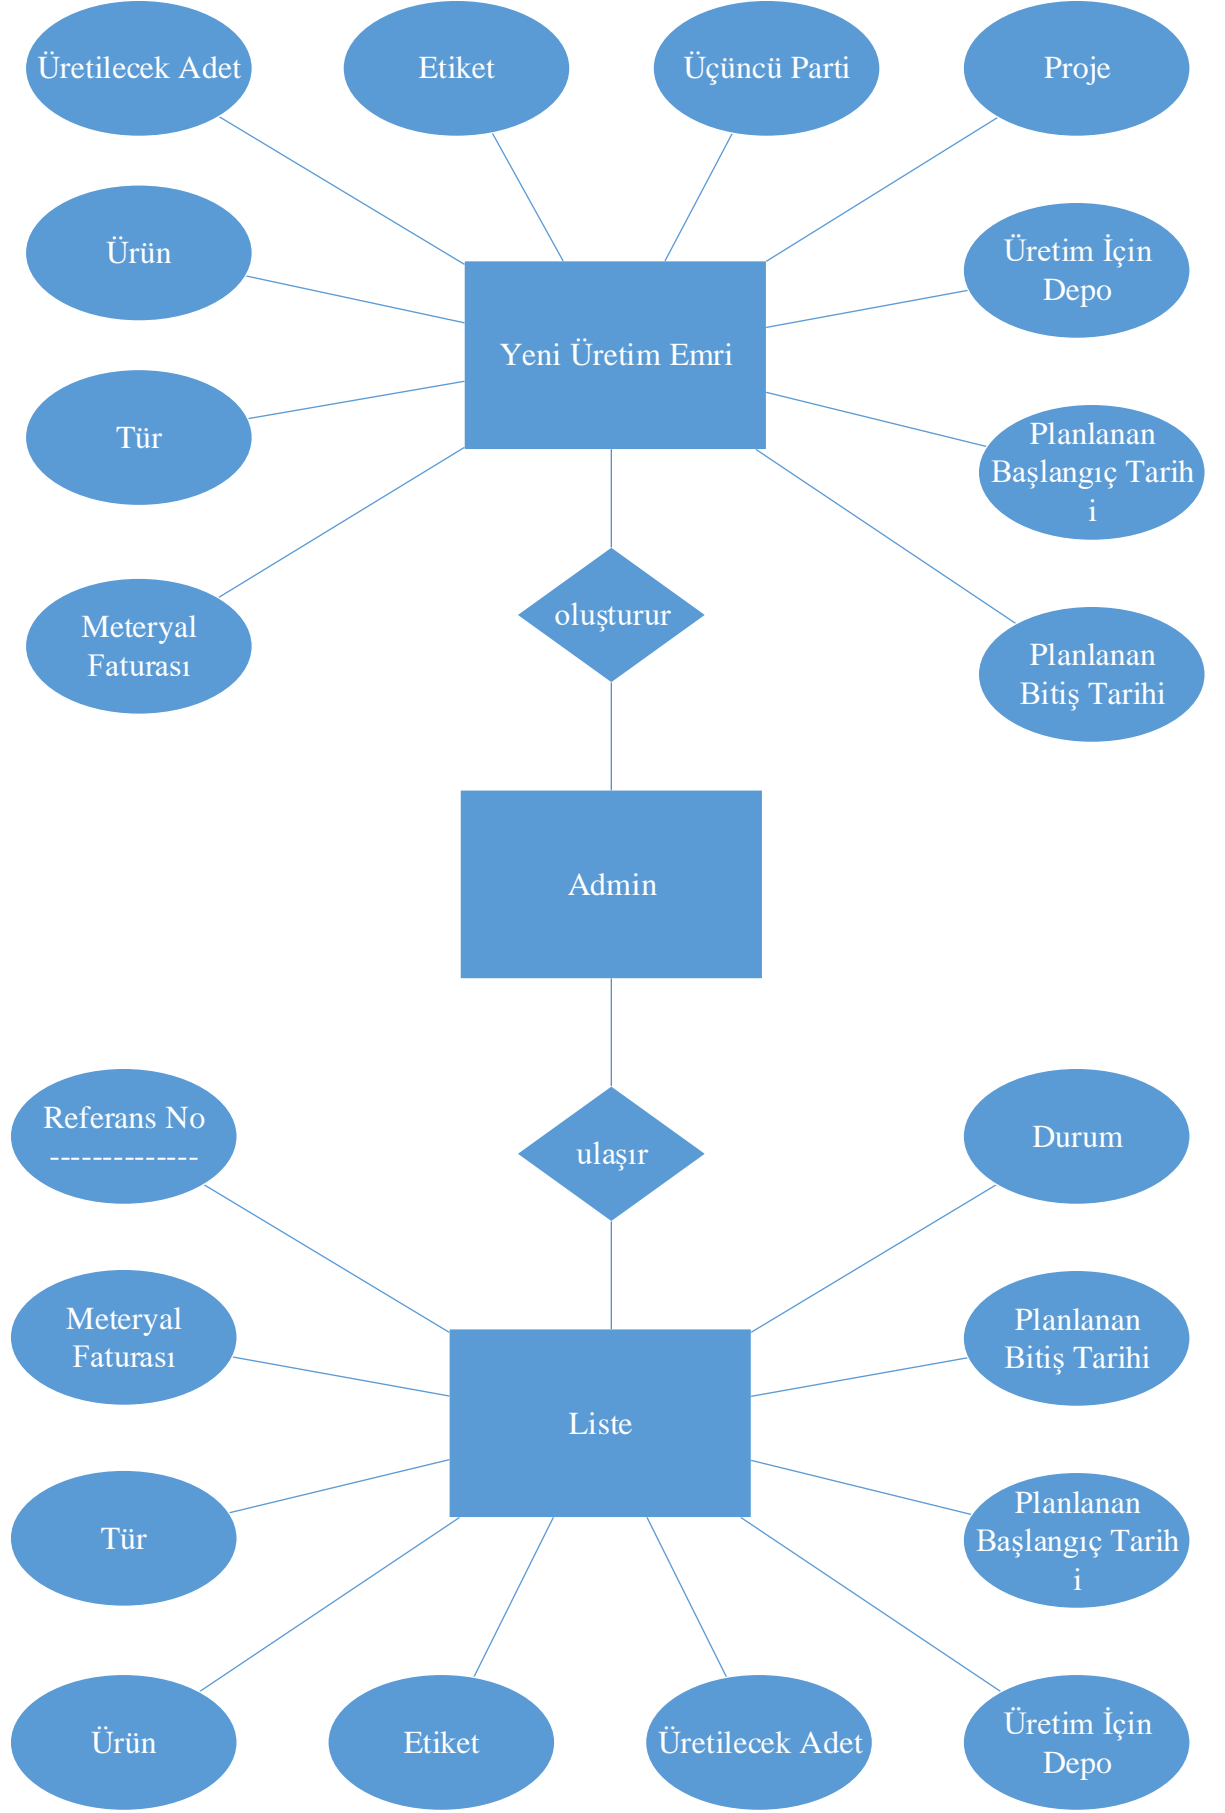 Üretilecek Adet
Etiket
Üçüncü Parti
Proje
Ürün
Üretim İçin
Depo
Yeni Üretim Emri
Tür
Planlanan
Başlangıç Tarih
i
Meteryal
Faturası
oluşturur
Planlanan
Bitiş Tarihi
Admin
Referans No
--------------
ulaşır
Durum
Meteryal
Faturası
Planlanan
Bitiş Tarihi
Liste
Tür
Planlanan
Başlangıç Tarih
i
Ürün
Etiket
Üretilecek Adet
Üretim İçin
Depo